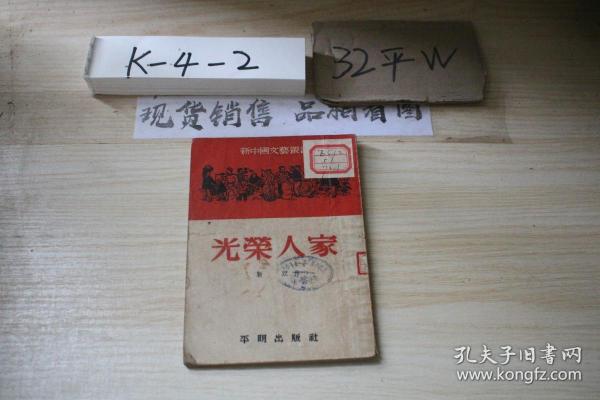 K-4-2
32平W
现货销售 品相看图
新中國文藝叢
光榮人家
平明出版社
孔夫子旧书网
www.kongfz.com